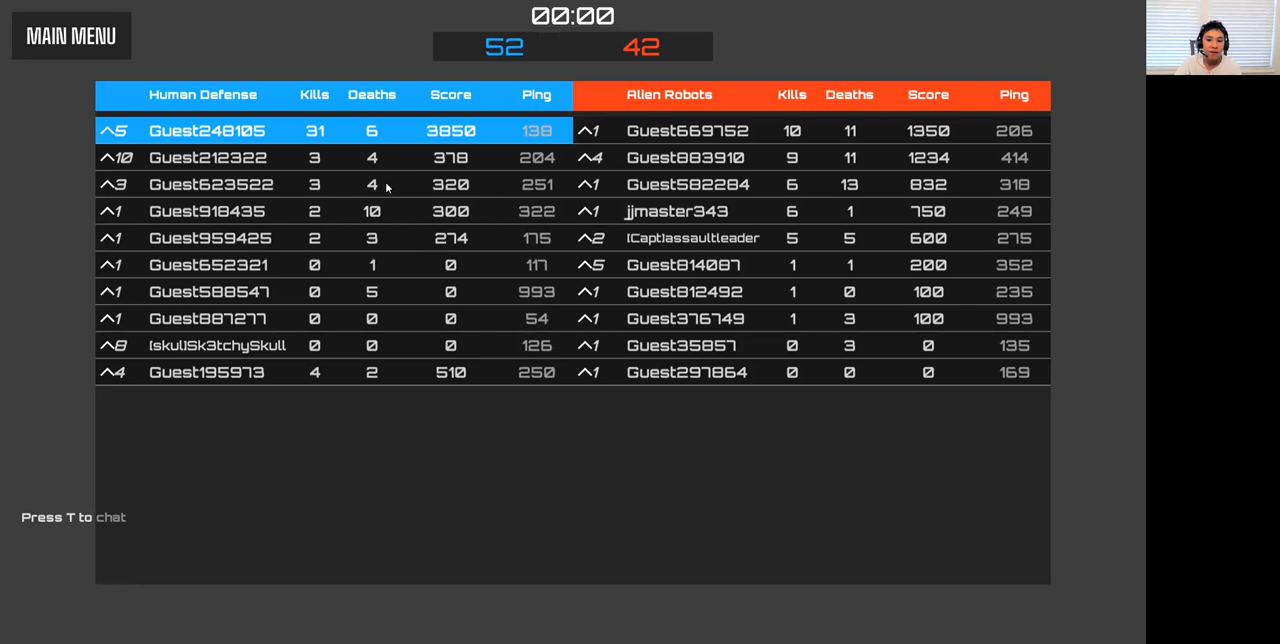 MAIN MENU
00:00
52 42
Human Defense Kills Deaths Score Ping Alien Robots Kills Deaths Score Ping
^5 Guest248105 31 6 3850 138 ^1 Guest669752 10 11 1350 206
^10 Guest212322 3 4 378 204 ^4 Guest883910 9 11 1234 414
^3 Guest623522 3 4 320 251 ^1 Guest582284 6 13 832 318
^1 Guest918435 2 10 300 322 ^1 jjmaster343 6 1 750 249
^1 Guest959425 2 3 274 175 ^2 [Capt]assaultleader 5 5 600 275
^1 Guest652321 0 1 0 117 ^5 Guest814087 1 1 200 352
^1 Guest588547 0 5 0 993 ^1 Guest812492 1 0 100 235
^1 Guest887277 0 0 0 54 ^1 Guest376749 1 3 100 993
^8 [skul]Sk3tchySkull 0 0 0 126 ^1 Guest35857 0 3 0 135
^4 Guest195973 4 2 510 250 ^1 Guest297864 0 0 0 169
Press T to chat